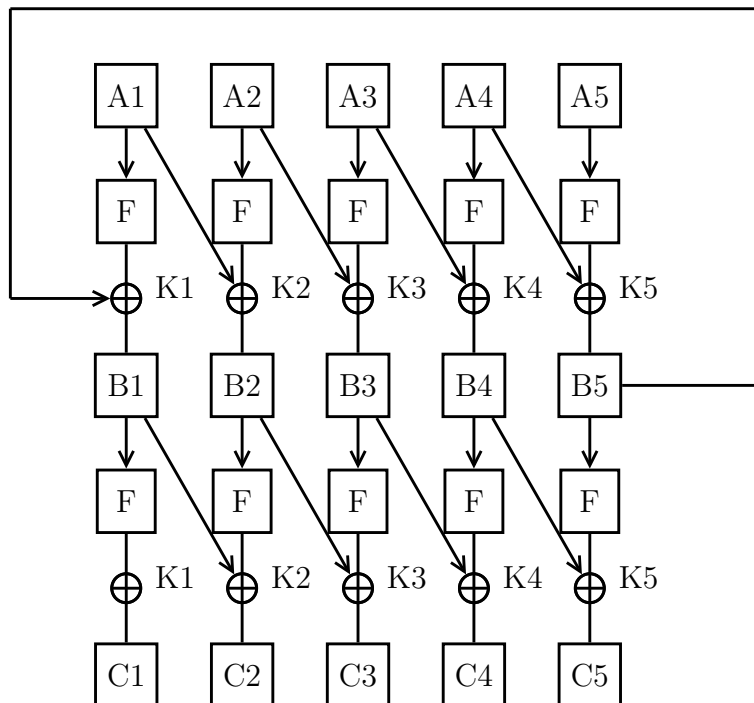 A1 A2 A3 A4 A5
F F F F F
K1 K2 K3 K4 K5
B1 B2 B3 B4 B5
F F F F F
K1 K2 K3 K4 K5
C1 C2 C3 C4 C5